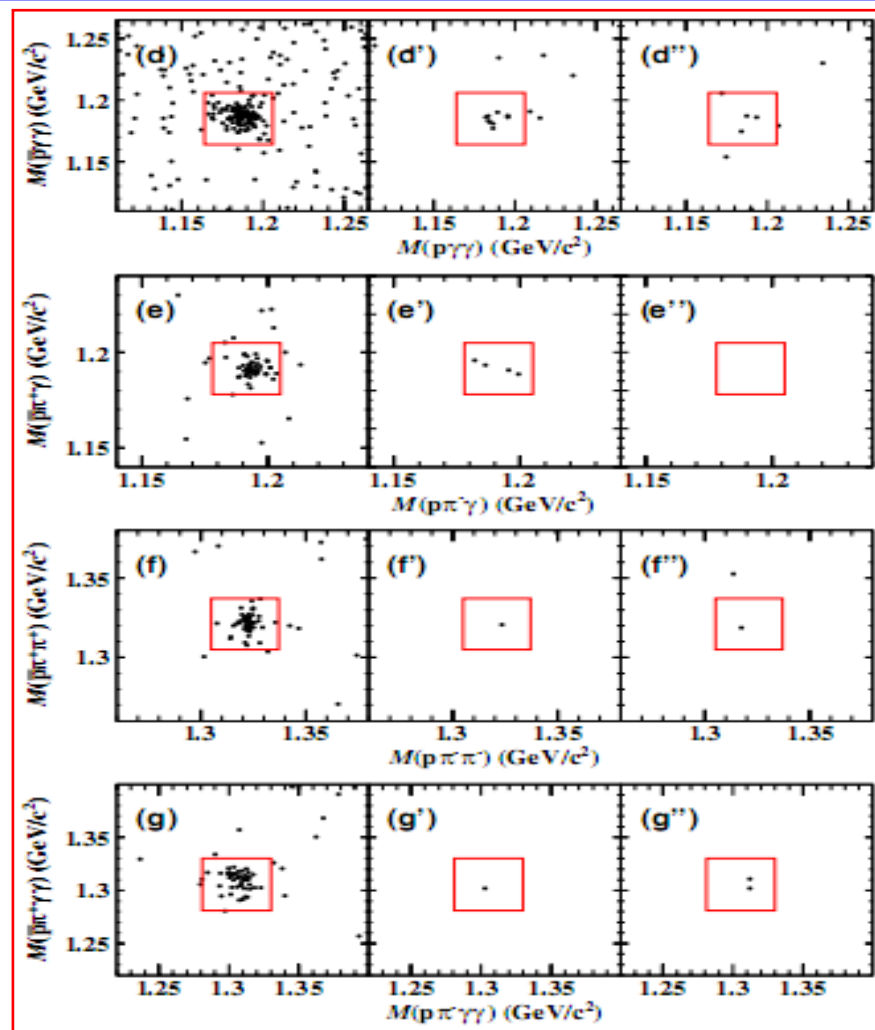 M(p̅γγ) (GeV/c²)
1.25
1.2
1.15
(d)
(d')
(d'')
1.15 1.2 1.25 1.15 1.2 1.25 1.15 1.2 1.25
M(pγγ) (GeV/c²)
M(p̅π⁺γ) (GeV/c²)
1.2
1.15
(e)
(e')
(e'')
1.15 1.2 1.15 1.2 1.15 1.2
M(pπ⁻γ) (GeV/c²)
M(p̅π⁺π⁺) (GeV/c²)
1.35
1.3
(f)
(f')
(f'')
1.3 1.35 1.3 1.35 1.3 1.35
M(pπ⁻π⁻) (GeV/c²)
M(p̅π⁺γγ) (GeV/c²)
1.35
1.3
1.25
(g)
(g')
(g'')
1.25 1.3 1.35 1.25 1.3 1.35 1.25 1.3 1.35
M(pπ⁻γγ) (GeV/c²)